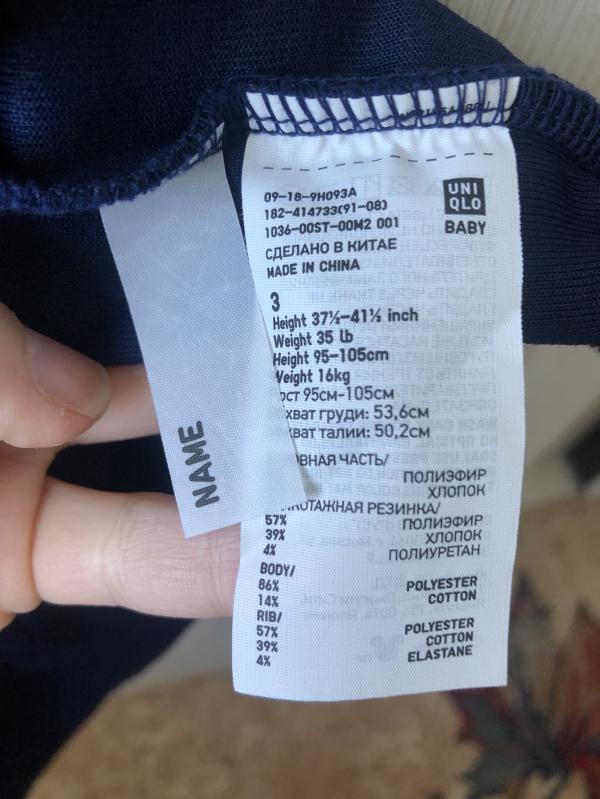 09-18-9H093A
182-414733(91-08)
1036-00ST-00M2 001
СДЕЛАНО В КИТАЕ
MADE IN CHINA
UNI
QLO
BABY
3
Height 37½-41½ inch
Weight 35 lb
Height 95-105cm
Weight 16kg
ост 95см-105см
хват груди: 53,6см
хват талии: 50,2см
ВНАЯ ЧАСТЬ/
ПОЛИЭФИР
ХЛОПОК
ИКОТАЖНАЯ РЕЗИНКА/
57% ПОЛИЭФИР
39% ХЛОПОК
4% ПОЛИУРЕТАН
BODY/
86% POLYESTER
14% COTTON
RIB/
57% POLYESTER
39% COTTON
4% ELASTANE
NAME